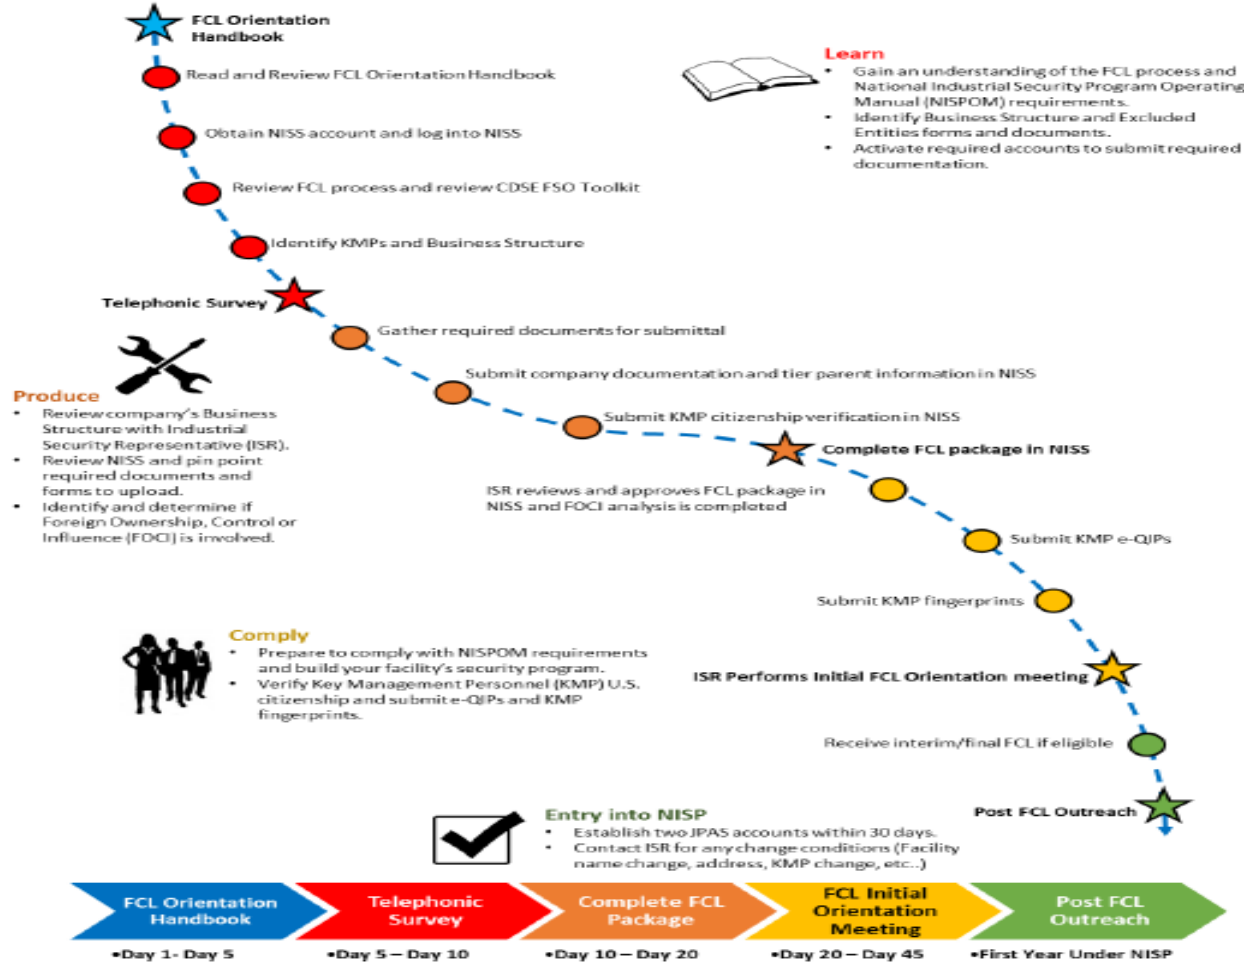 FCL Orientation
Handbook
Read and Review FCL Orientation Handbook
Obtain NISS account and log into NISS
Review FCL process and review CDSE FSO Toolkit
Identify KMPs and Business Structure
Learn
• Gain an understanding of the FCL process and
National Industrial Security Program Operating
Manual (NISPOM) requirements.
• Identify Business Structure and Excluded
Entities forms and documents.
• Activate required accounts to submit required
documentation.
Telephonic Survey
Gather required documents for submittal
Submit company documentation and tier parent information in NISS
Submit KMP citizenship verification in NISS
Complete FCL package in NISS
Produce
• Review company's Business
Structure with Industrial
Security Representative (ISR).
• Review NISS and pin point
required documents and
forms to upload.
• Identify and determine if
Foreign Ownership, Control or
Influence (FOCI) is involved.
ISR reviews and approves FCL package in
NISS and FOCI analysis is completed
Submit KMP e-QIPs
Submit KMP fingerprints
Comply
• Prepare to comply with NISPOM requirements
and build your facility's security program.
• Verify Key Management Personnel (KMP) U.S.
citizenship and submit e-QIPs and KMP
fingerprints.
ISR Performs Initial FCL Orientation meeting
Receive interim/final FCL if eligible
Post FCL Outreach
Entry into NISP
• Establish two JPAS accounts within 30 days.
• Contact ISR for any change conditions (Facility
name change, address, KMP change, etc..)
FCL Orientation
Handbook
Telephonic
Survey
Complete FCL
Package
FCL Initial
Orientation
Meeting
Post FCL
Outreach
•Day 1- Day 5
•Day 5 – Day 10
•Day 10 – Day 20
•Day 20 – Day 45
•First Year Under NISP